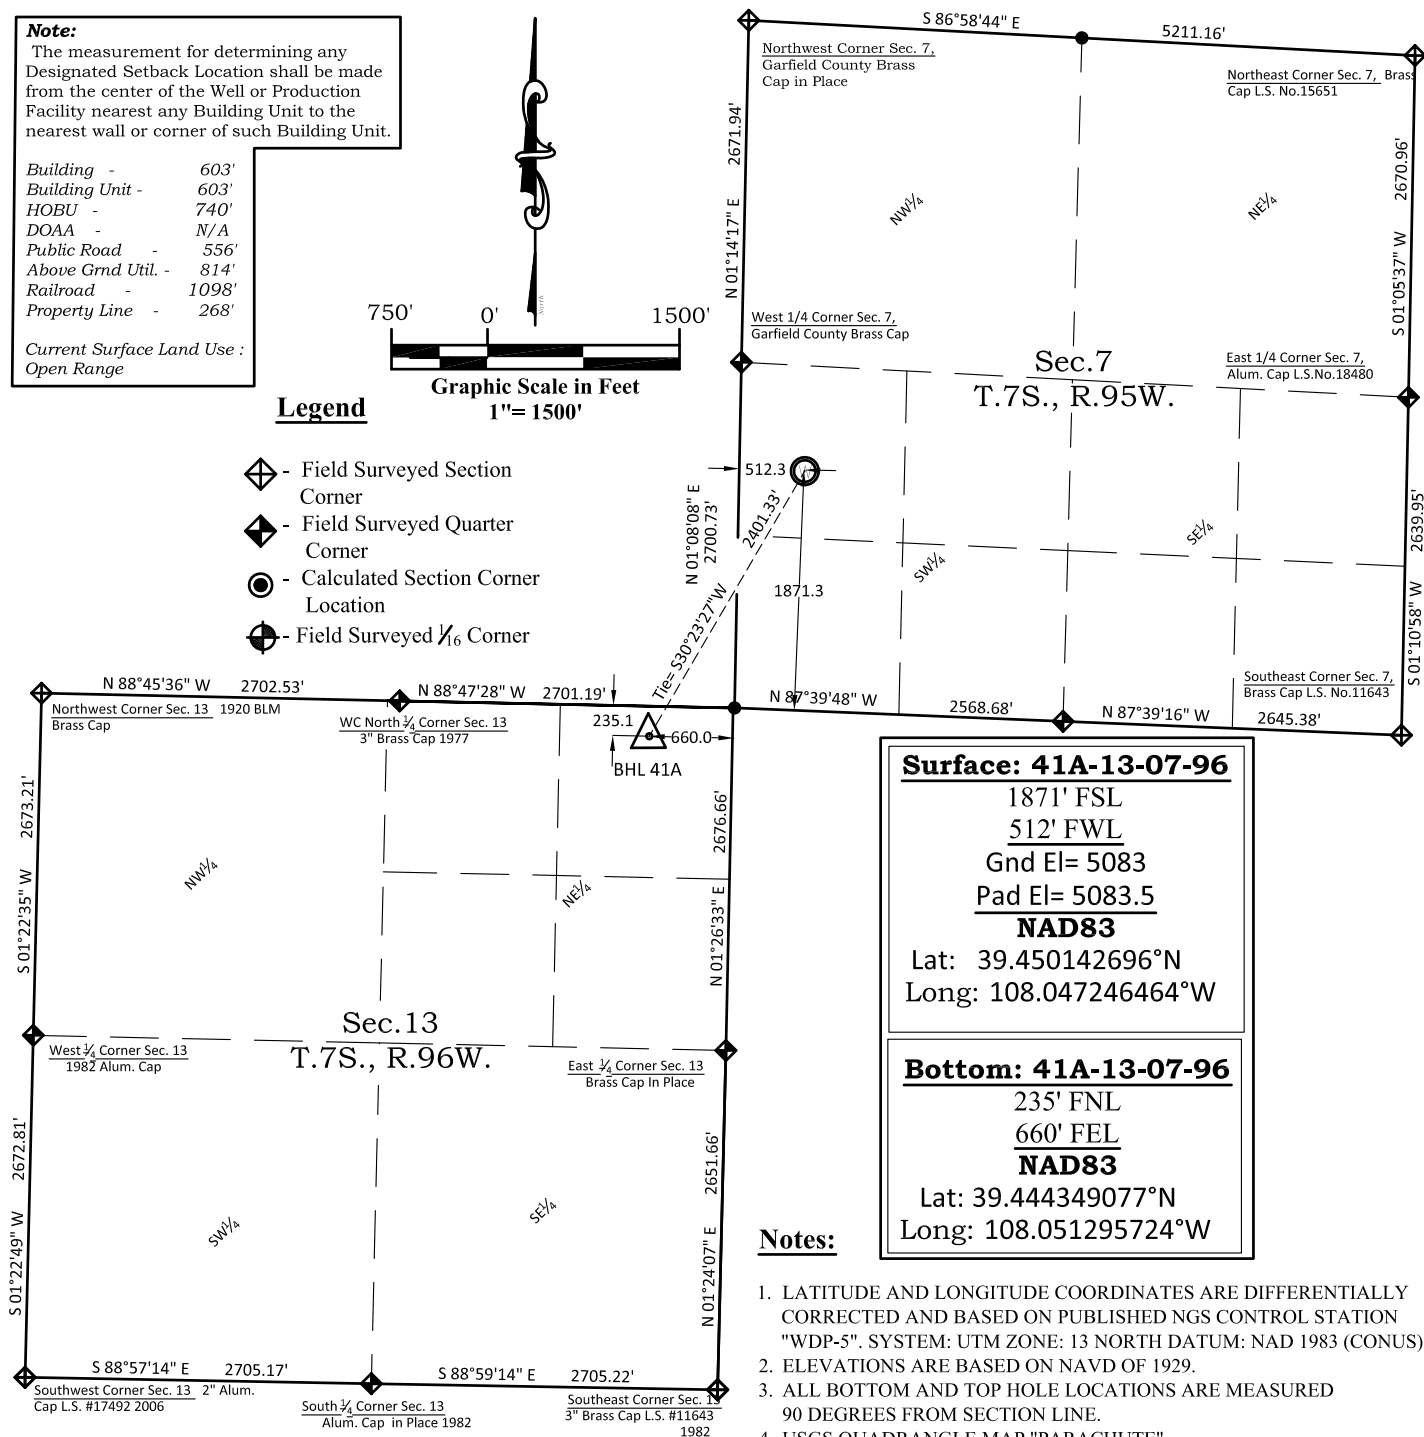 Note:
The measurement for determining any
Designated Setback Location shall be made
from the center of the Well or Production
Facility nearest any Building Unit to the
nearest wall or corner of such Building Unit.
Building - 603'
Building Unit - 603'
HOBU - 740'
DOAA - N/A
Public Road - 556'
Above Grnd Util. - 814'
Railroad - 1098'
Property Line - 268'
Current Surface Land Use :
Open Range
North
750' 0' 1500'
Graphic Scale in Feet
1"= 1500'
Legend
- Field Surveyed Section
Corner
- Field Surveyed Quarter
Corner
- Calculated Section Corner
Location
- Field Surveyed 1/16 Corner
S 86°58'44" E 5211.16'
Northwest Corner Sec. 7,
Garfield County Brass
Cap in Place
Northeast Corner Sec. 7, Brass
Cap L.S. No.15651
N 01°14'17" E 2671.94'
S 01°05'37" W 2670.96'
NW1/4
NE1/4
West 1/4 Corner Sec. 7,
Garfield County Brass Cap
Sec.7
T.7S., R.95W.
East 1/4 Corner Sec. 7,
Alum. Cap L.S.No.18480
512.3
N 01°08'08" E
2700.73'
2401.33'
Tie= S30°23'27"W
1871.3
SW1/4
SE1/4
2639.95'
S 01°10'58" W
Southeast Corner Sec. 7,
Brass Cap L.S. No.11643
N 87°39'48" W 2568.68'
N 87°39'16" W 2645.38'
N 88°45'36" W 2702.53'
N 88°47'28" W 2701.19'
Northwest Corner Sec. 13 1920 BLM
Brass Cap
WC North 1/4 Corner Sec. 13
3" Brass Cap 1977
235.1
660.0
BHL 41A
S 01°22'35" W 2673.21'
N 01°26'33" E 2676.66'
NW1/4
NE1/4
Sec.13
T.7S., R.96W.
West 1/4 Corner Sec. 13
1982 Alum. Cap
East 1/4 Corner Sec. 13
Brass Cap In Place
S 01°22'49" W 2672.81'
N 01°24'07" E 2651.66'
SW1/4
SE1/4
S 88°57'14" E 2705.17'
S 88°59'14" E 2705.22'
Southwest Corner Sec. 13 2" Alum.
Cap L.S. #17492 2006
South 1/4 Corner Sec. 13
Alum. Cap in Place 1982
Southeast Corner Sec. 13
3" Brass Cap L.S. #11643
1982
Surface: 41A-13-07-96
1871' FSL
512' FWL
Gnd El= 5083
Pad El= 5083.5
NAD83
Lat: 39.450142696°N
Long: 108.047246464°W
Bottom: 41A-13-07-96
235' FNL
660' FEL
NAD83
Lat: 39.444349077°N
Long: 108.051295724°W
Notes:
1. LATITUDE AND LONGITUDE COORDINATES ARE DIFFERENTIALLY
CORRECTED AND BASED ON PUBLISHED NGS CONTROL STATION
"WDP-5". SYSTEM: UTM ZONE: 13 NORTH DATUM: NAD 1983 (CONUS)
2. ELEVATIONS ARE BASED ON NAVD OF 1929.
3. ALL BOTTOM AND TOP HOLE LOCATIONS ARE MEASURED
90 DEGREES FROM SECTION LINE.
4. USGS QUADRANGLE MAP "PARACHUTE"